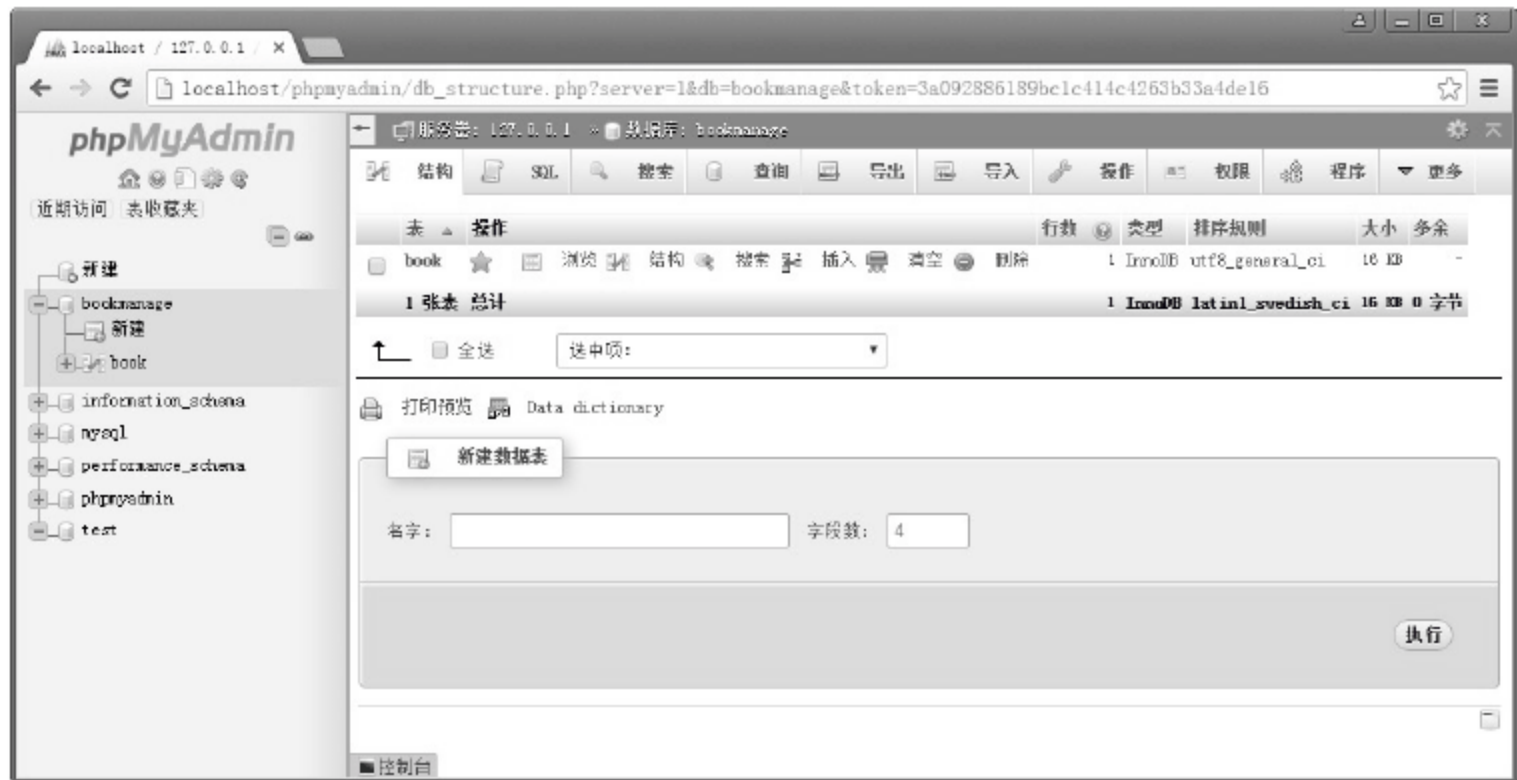 localhost / 127.0.0.1 /
localhost/phpmyadmin/db_structure.php?server=1&db=bookmanage&token=3a092886189bc1c414c4263b33a4de16
phpMyAdmin
近期访问 表收藏夹
新建
bookmanage
新建
book
information_schema
mysql
performance_schema
phpmyadmin
test
服务器: 127.0.0.1 » 数据库: bookmanage
结构 SQL 搜索 查询 导出 导入 操作 权限 程序 更多
表 操作 行数 类型 排序规则 大小 多余
book 浏览 结构 搜索 插入 清空 删除 1 InnoDB utf8_general_ci 16 KB -
1 张表 总计 1 InnoDB latin1_swedish_ci 16 KB 0 字节
全选 选中项:
打印预览 Data dictionary
新建数据表
名字: 字段数: 4
执行
控制台